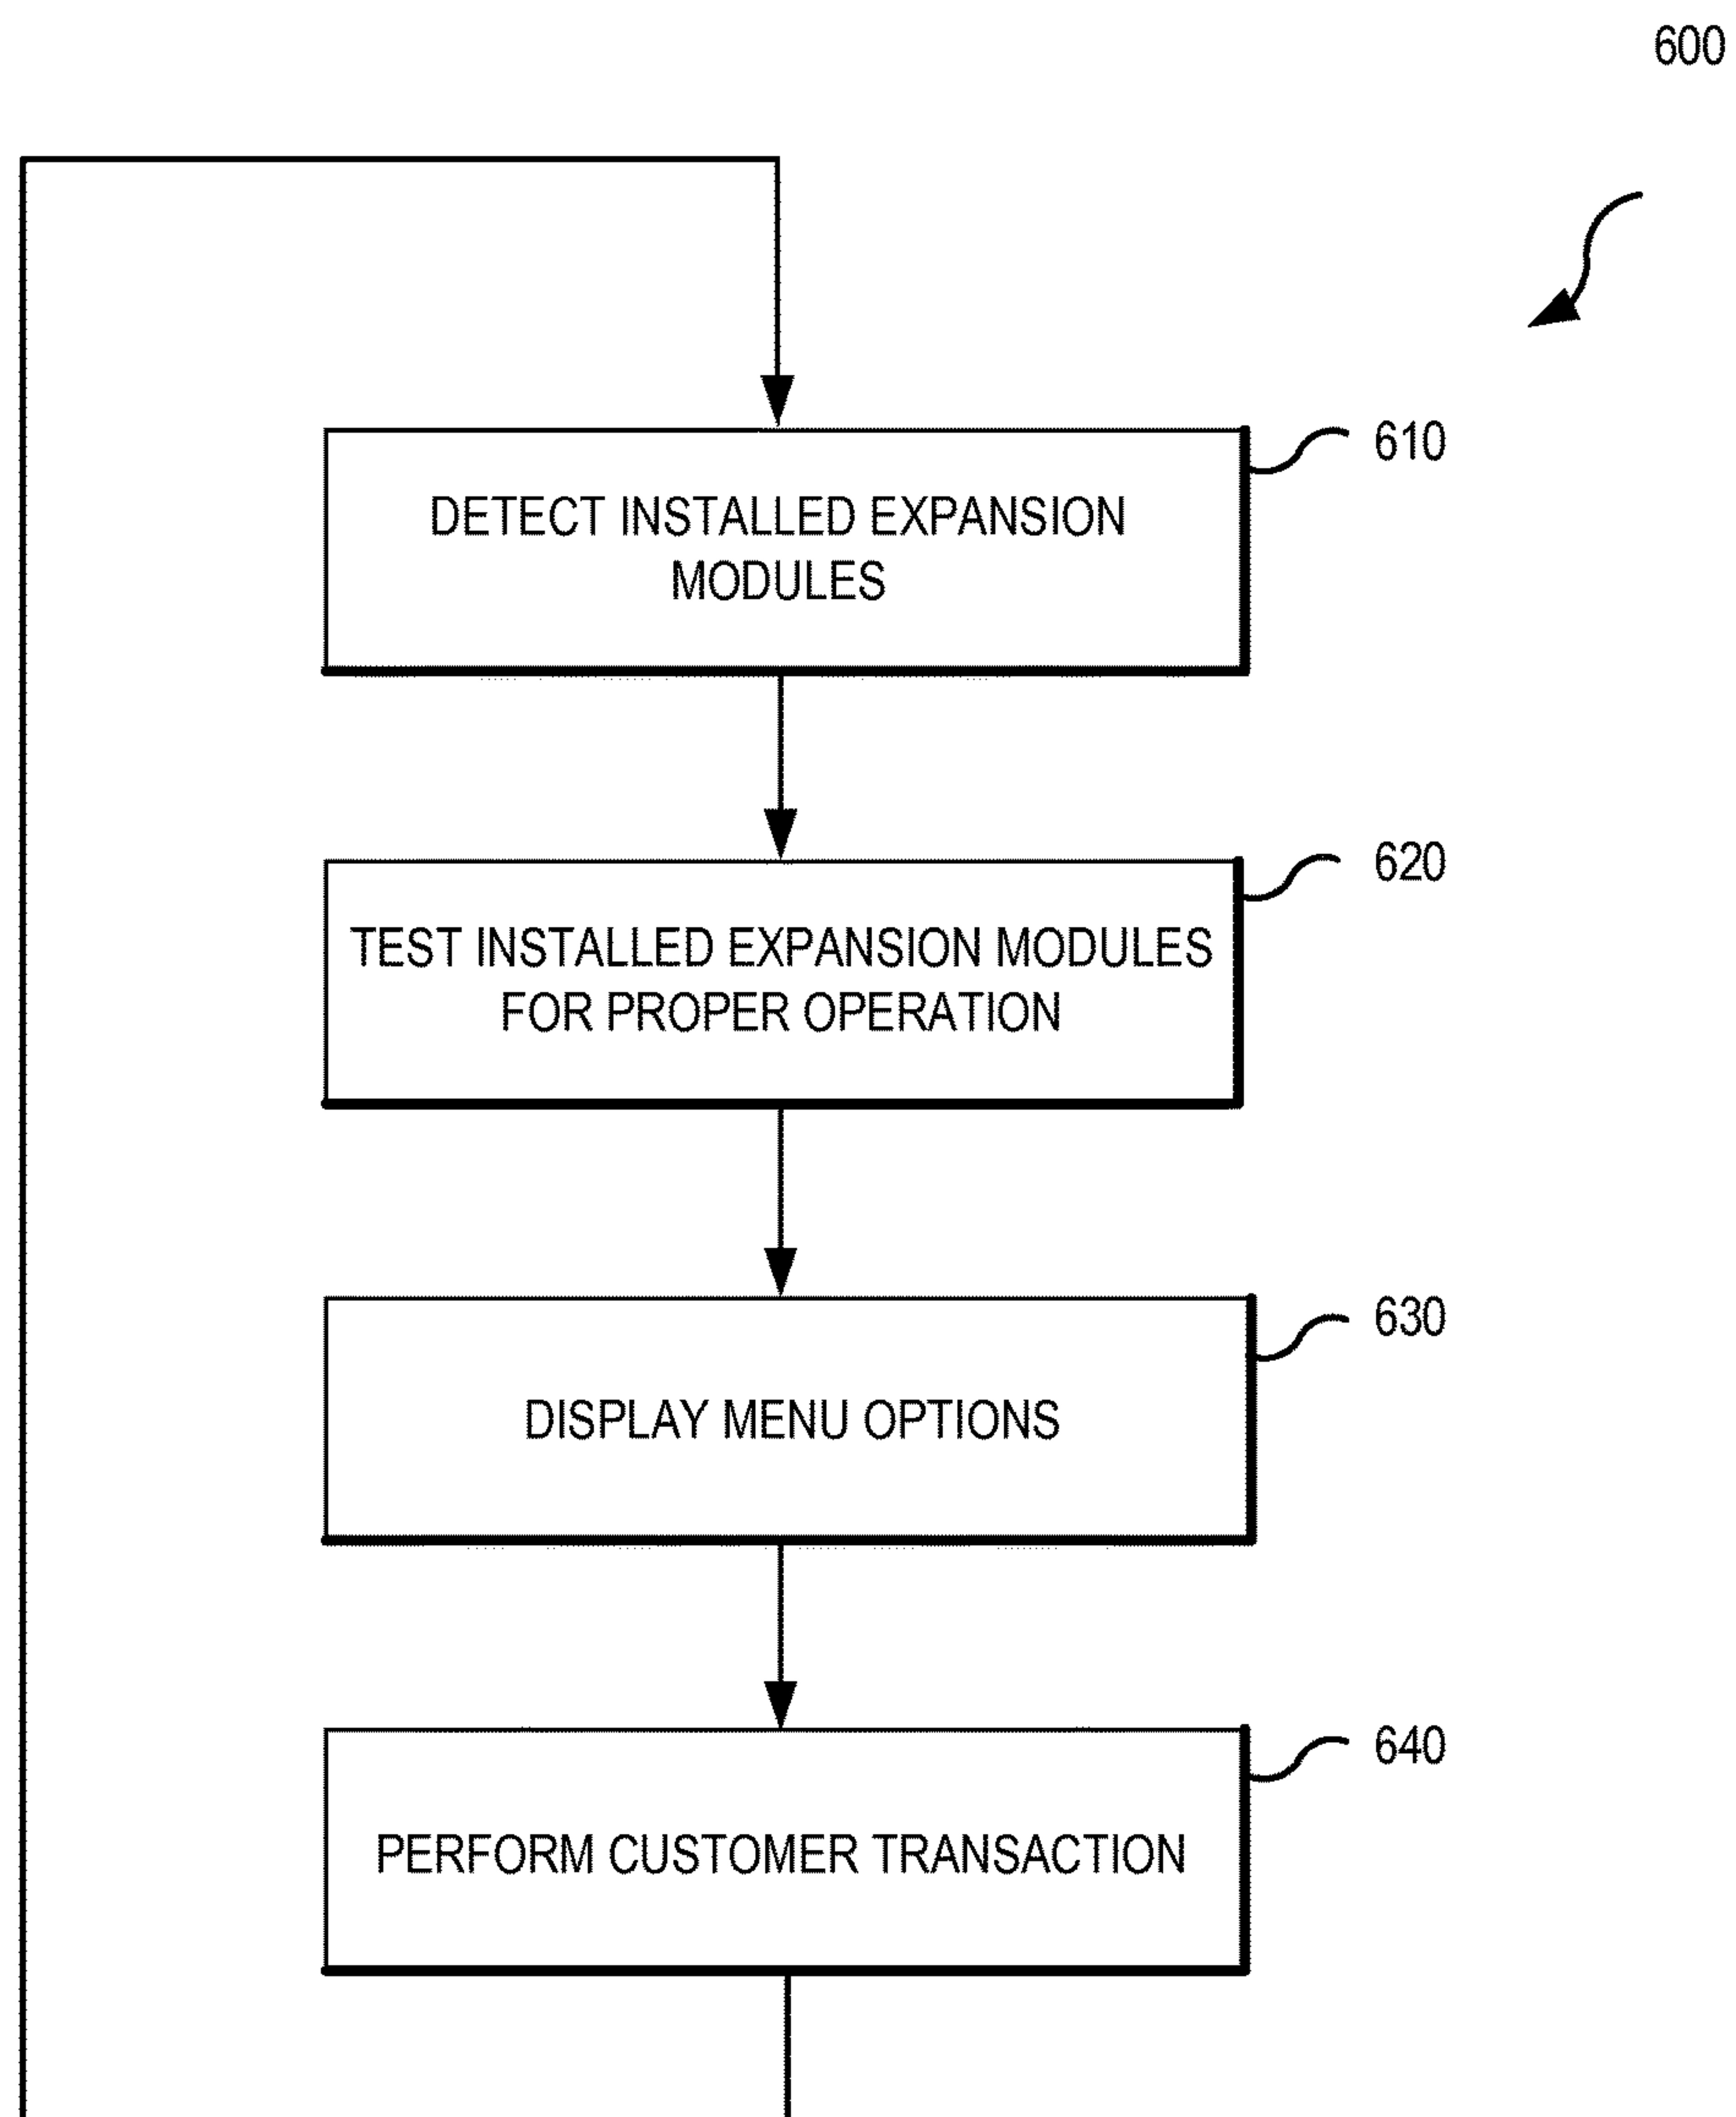 600
610
DETECT INSTALLED EXPANSION
MODULES
620
TEST INSTALLED EXPANSION MODULES
FOR PROPER OPERATION
630
DISPLAY MENU OPTIONS
640
PERFORM CUSTOMER TRANSACTION